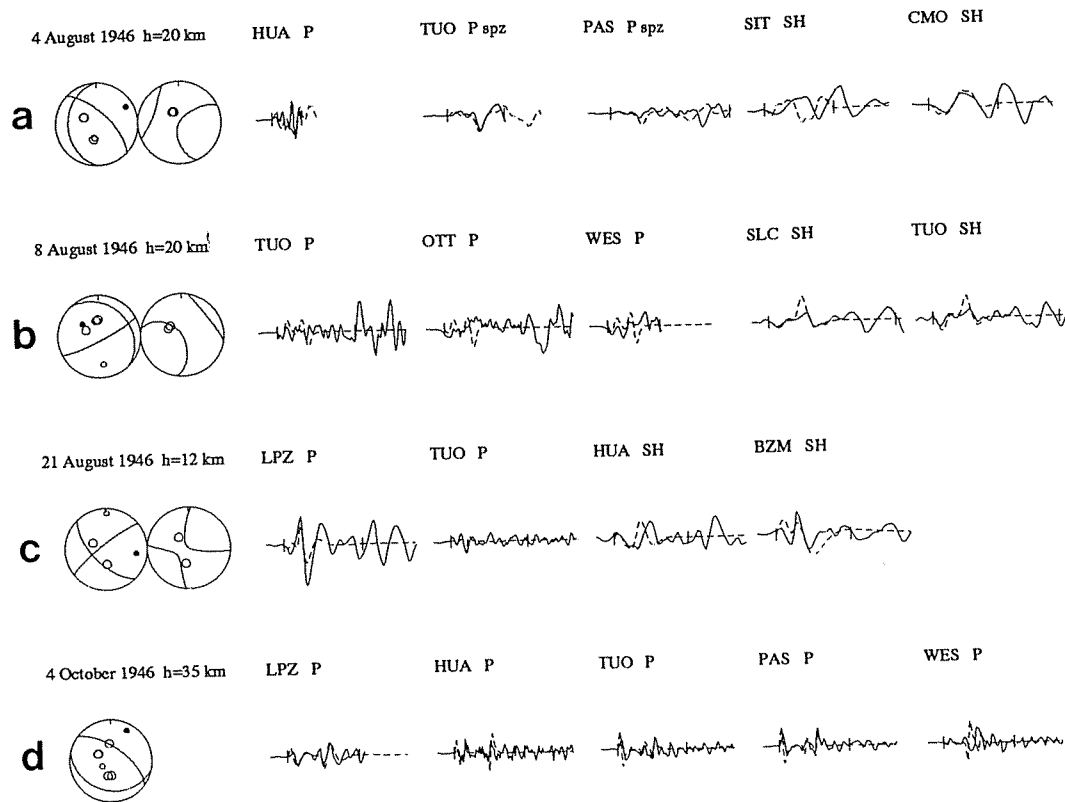 4 August 1946 h=20 km
HUA P
TUO P spz
PAS P spz
SIT SH
CMO SH
a
8 August 1946 h=20 km
TUO P
OTT P
WES P
SLC SH
TUO SH
b
21 August 1946 h=12 km
LPZ P
TUO P
HUA SH
BZM SH
c
4 October 1946 h=35 km
LPZ P
HUA P
TUO P
PAS P
WES P
d